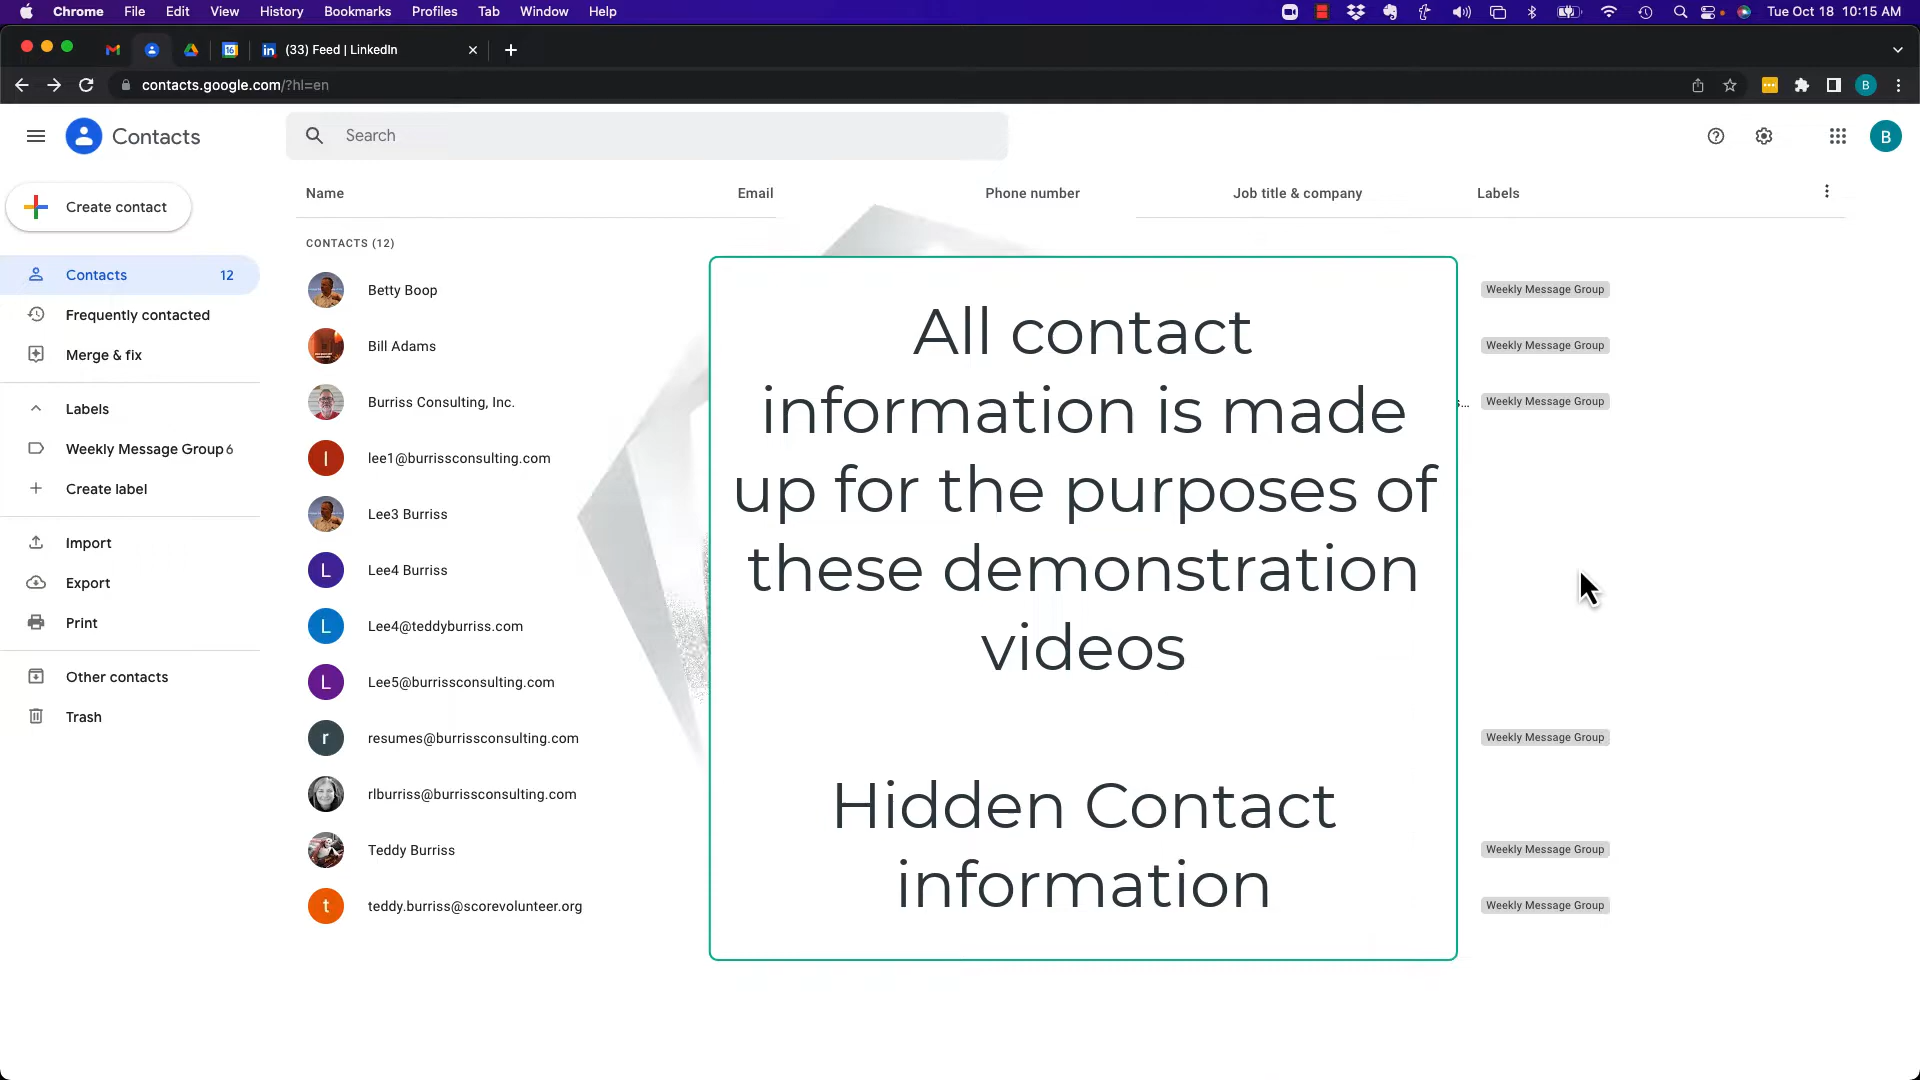 Chrome File Edit View History Bookmarks Profiles Tab Window Help Tue Oct 18 10:15 AM
16 (33) Feed | LinkedIn
contacts.google.com/?hl=en B
Contacts Search B
Name Email Phone number Job title & company Labels
Create contact
CONTACTS (12)
Contacts 12
Frequently contacted
Merge & fix
Labels
Weekly Message Group 6
Create label
Import
Export
Print
Other contacts
Trash
Betty Boop Weekly Message Group
Bill Adams Weekly Message Group
Burriss Consulting, Inc. s... Weekly Message Group
l lee1@burrissconsulting.com
Lee3 Burriss
L Lee4 Burriss
L Lee4@teddyburriss.com
L Lee5@burrissconsulting.com
r resumes@burrissconsulting.com Weekly Message Group
rlburriss@burrissconsulting.com
Teddy Burriss Weekly Message Group
t teddy.burriss@scorevolunteer.org Weekly Message Group
All contact
information is made
up for the purposes of
these demonstration
videos
Hidden Contact
information